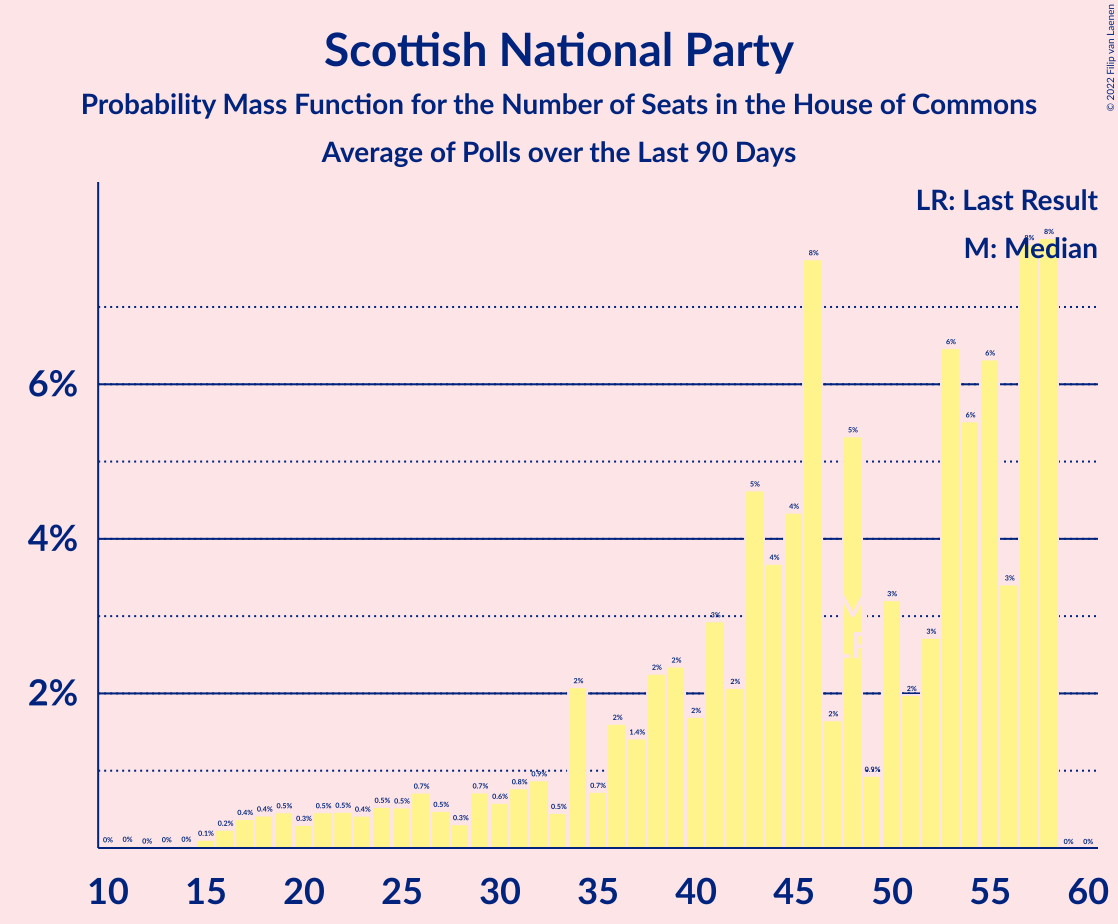 Scottish National Party
Probability Mass Function for the Number of Seats in the House of Commons
Average of Polls over the Last 90 Days
© 2022 Filip van Laenen
LR: Last Result
M: Median
6%
4%
2%
0% 0% 0% 0% 0% 0.1% 0.2% 0.4% 0.4% 0.5% 0.3% 0.5% 0.5% 0.4% 0.5% 0.5% 0.7% 0.5% 0.3% 0.7% 0.6% 0.8% 0.9% 0.5% 2% 0.7% 2% 1.4% 2% 2% 2% 3% 2% 5% 4% 4% 8% 2% 5% 0.9% 3% 2% 3% 6% 6% 6% 3% 8% 8% 0% 0%
10 15 20 25 30 35 40 45 50 55 60